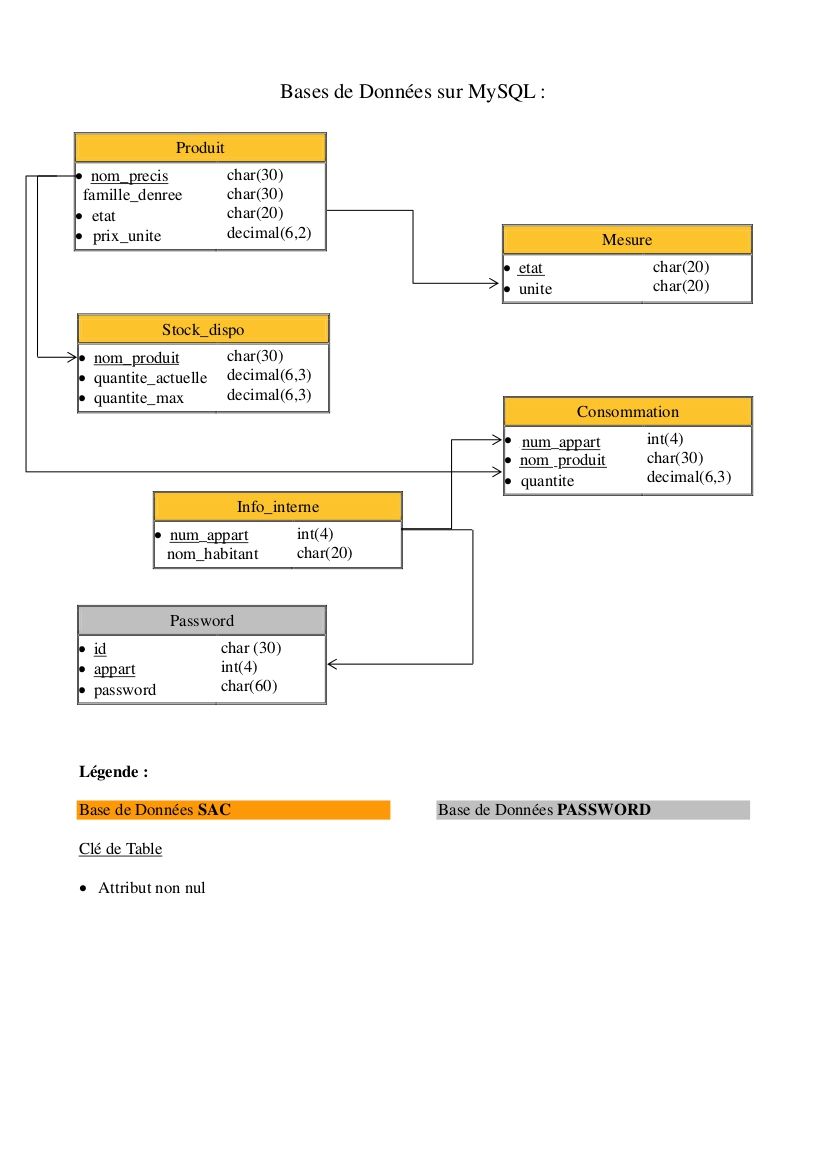 Bases de Données sur MySQL :
Produit
• nom_precis char(30)
famille_denree char(30)
• etat char(20)
• prix_unite decimal(6,2)
Mesure
• etat char(20)
• unite char(20)
Stock_dispo
• nom_produit char(30)
• quantite_actuelle decimal(6,3)
• quantite_max decimal(6,3)
Consommation
• num_appart int(4)
• nom_produit char(30)
• quantite decimal(6,3)
Info_interne
• num_appart int(4)
nom_habitant char(20)
Password
• id char (30)
• appart int(4)
• password char(60)
Légende :
Base de Données SAC
Base de Données PASSWORD
Clé de Table
• Attribut non nul